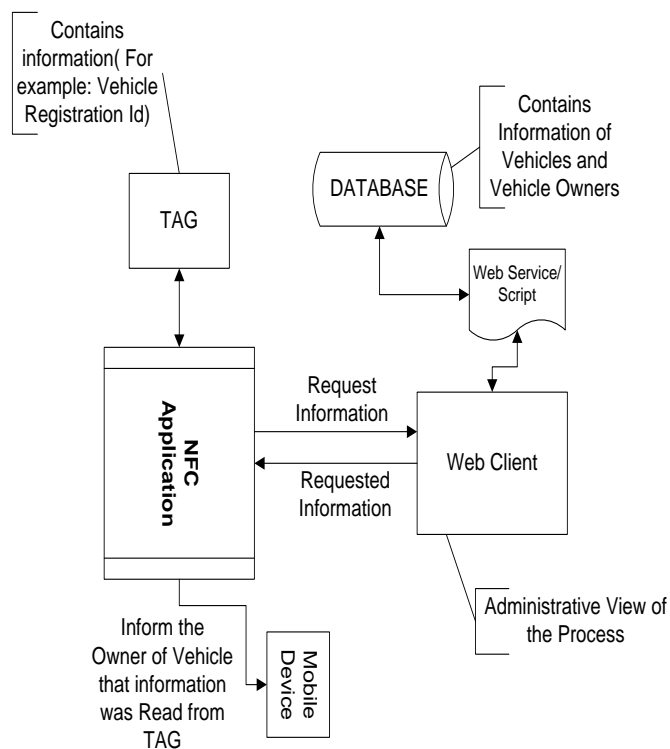 Contains
information( For
example: Vehicle
Registration Id)
TAG
DATABASE
Contains
Information of
Vehicles and
Vehicle Owners
Web Service/
Script
NFC
Application
Request
Information
Requested
Information
Web Client
Administrative View of
the Process
Inform the
Owner of Vehicle
that information
was Read from
TAG
Mobile
Device